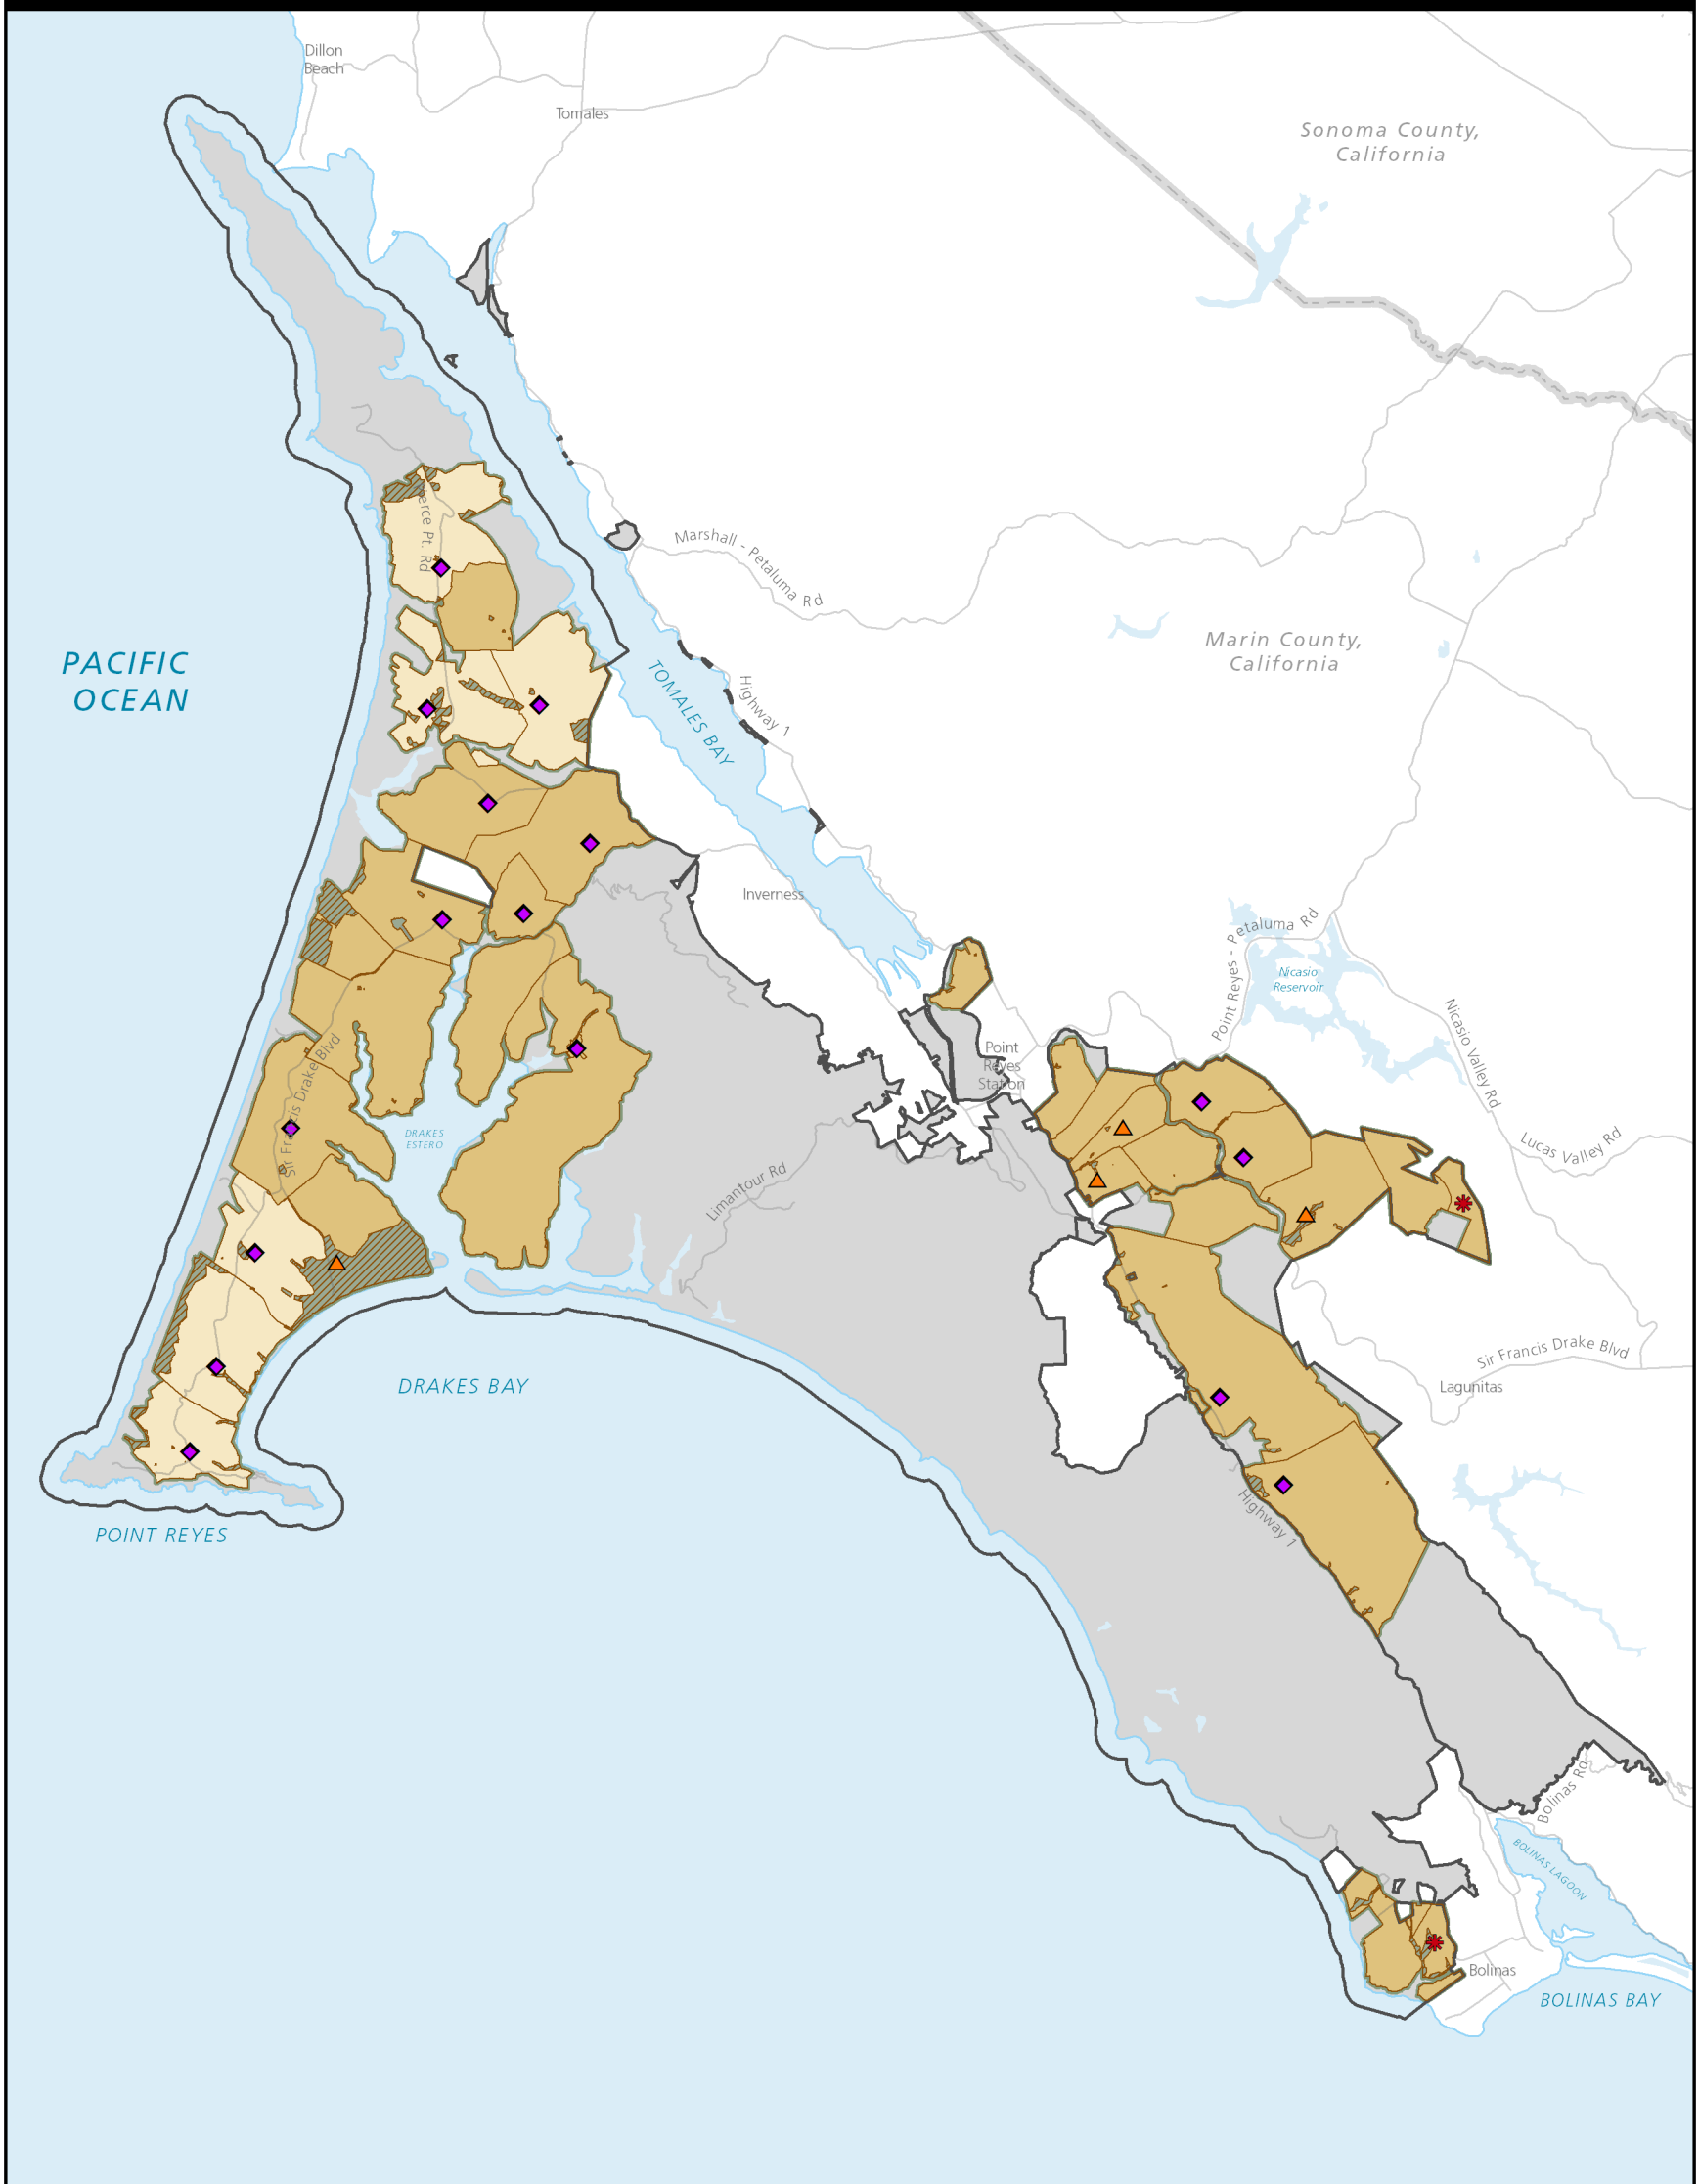 Dillon
Beach
Tomales
Sonoma County,
California
Pierce Pt. Rd
Marshall - Petaluma Rd
PACIFIC
OCEAN
Marin County,
California
TOMALES BAY
Highway 1
Inverness
Point Reyes - Petaluma Rd
Nicasio
Reservoir
Nicasio Valley Rd
Point
Reyes
Station
Sir Francis Drake Blvd
DRAKES
ESTERO
Lucas Valley Rd
Limantour Rd
Sir Francis Drake Blvd
Lagunitas
DRAKES BAY
Highway 1
POINT REYES
Bolinas Rd
BOLINAS LAGOON
Bolinas
BOLINAS BAY